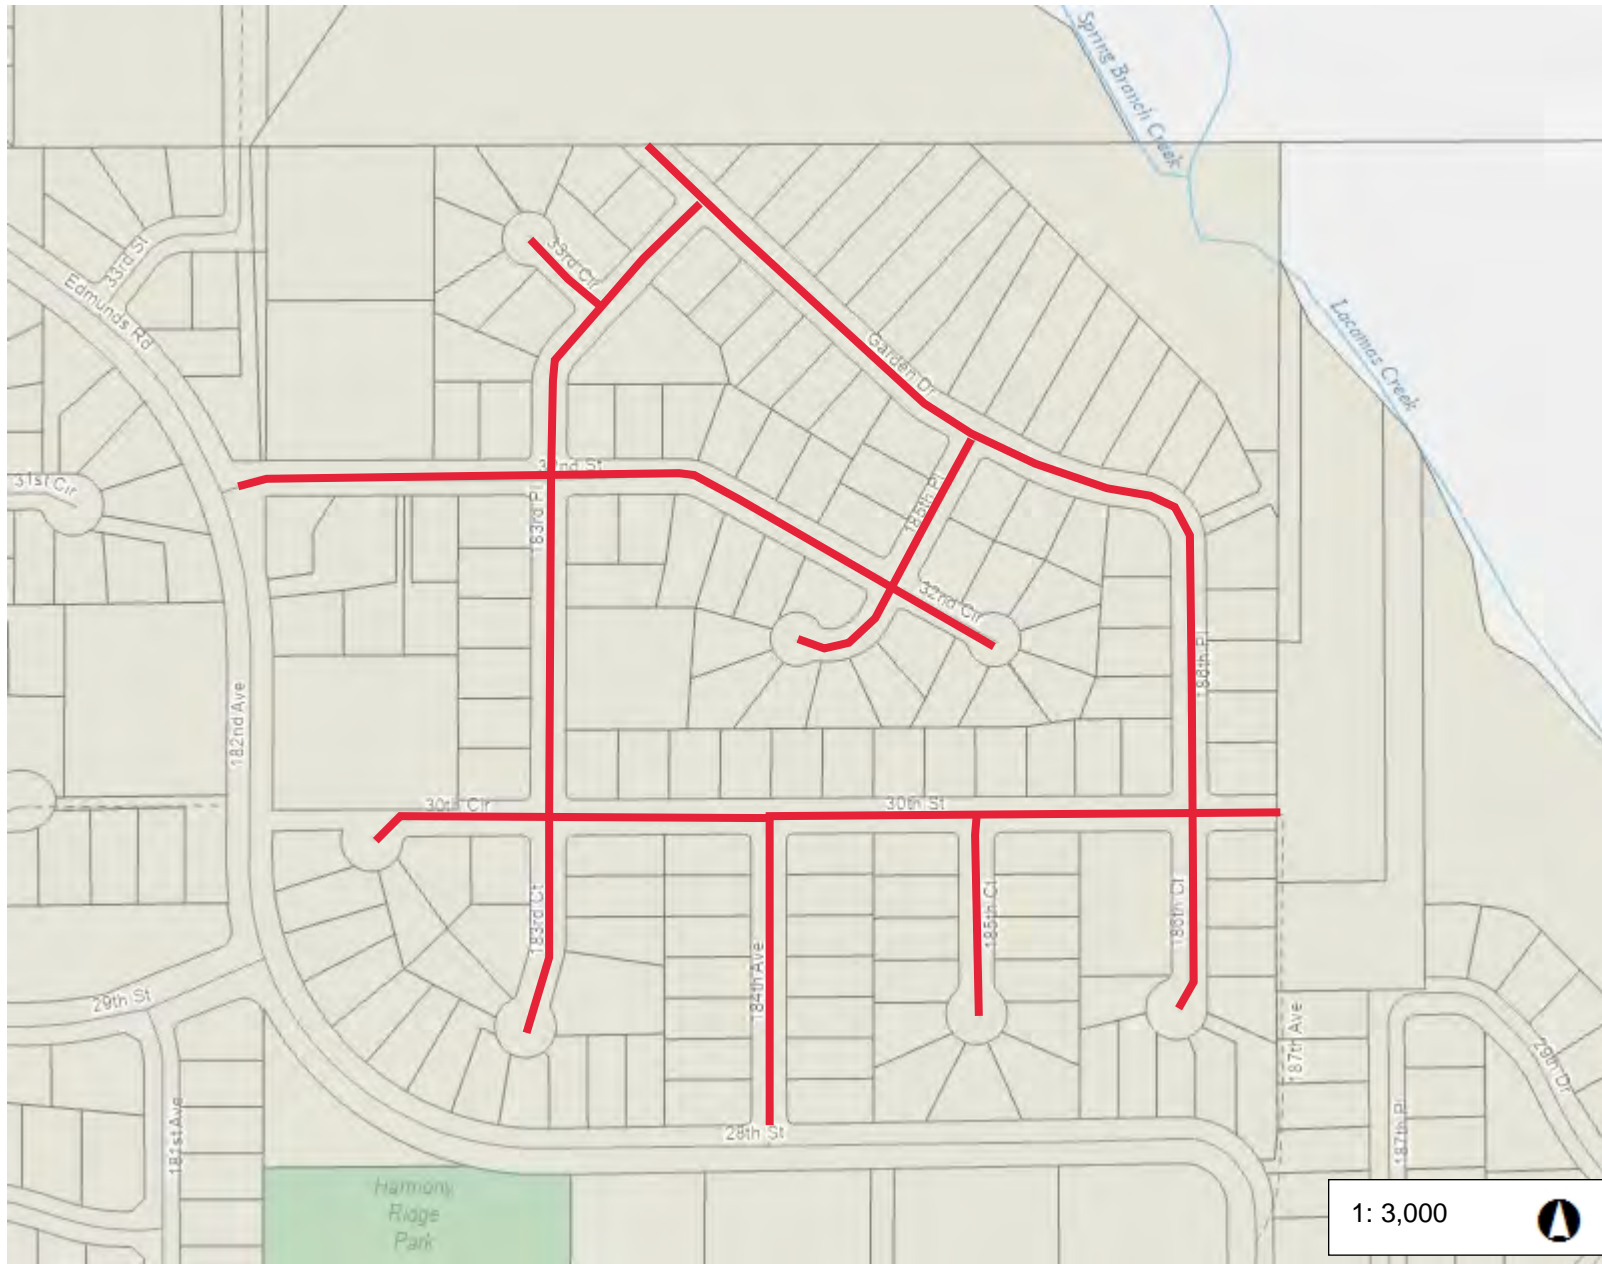 Spring Branch Creek
33rd St
33rd Cir
Edmunds Rd
Lacamas Creek
Garden Dr
32nd St
31st Cir
183rd Pl
185th Pl
32nd Cir
186th Pl
182nd Ave
30th Cir
30th St
183rd Ct
185th Ct
186th Ct
184th Ave
29th St
187th Ave
29th Dr
28th St
181st Ave
187th Pl
Harmony
Ridge
Park
1: 3,000